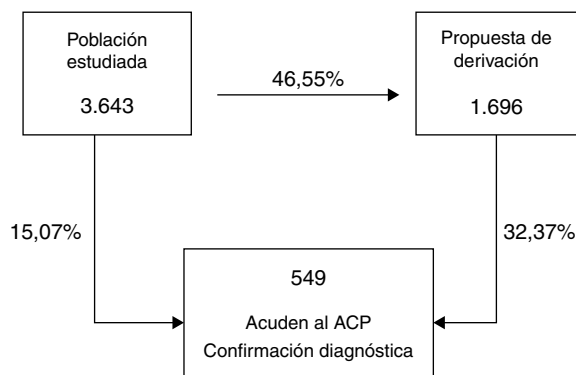 Población
estudiada
3.643
46,55%
Propuesta de
derivación
1.696
15,07%
32,37%
549
Acuden al ACP
Confirmación diagnóstica